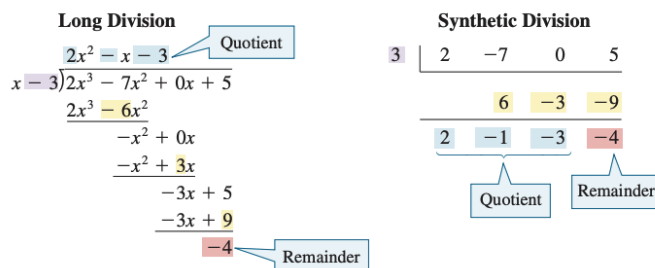 Long Division
2x² − x − 3
Quotient
x − 3)2x³ − 7x² + 0x + 5
2x³ − 6x²
−x² + 0x
−x² + 3x
−3x + 5
−3x + 9
−4
Remainder
Synthetic Division
3 2 −7 0 5
6 −3 −9
2 −1 −3 −4
Quotient
Remainder